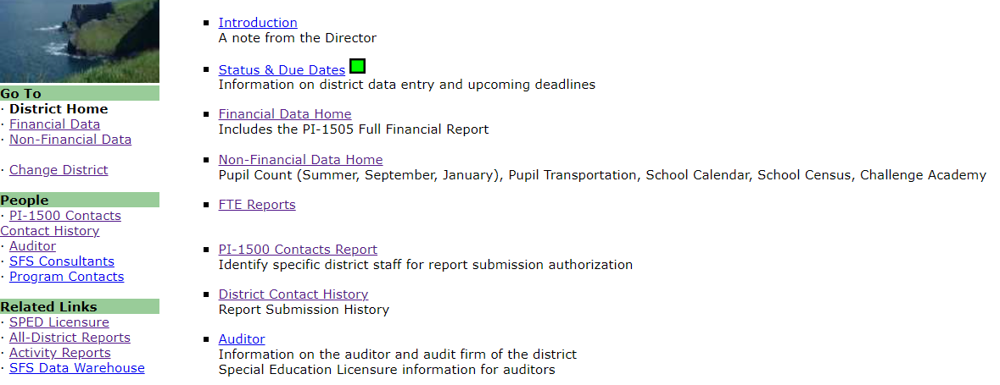 Go To
· District Home
· Financial Data
· Non-Financial Data
· Change District
People
· PI-1500 Contacts
Contact History
· Auditor
· SFS Consultants
· Program Contacts
Related Links
· SPED Licensure
· All-District Reports
· Activity Reports
· SFS Data Warehouse
Introduction
A note from the Director
Status & Due Dates
Information on district data entry and upcoming deadlines
Financial Data Home
Includes the PI-1505 Full Financial Report
Non-Financial Data Home
Pupil Count (Summer, September, January), Pupil Transportation, School Calendar, School Census, Challenge Academy
FTE Reports
PI-1500 Contacts Report
Identify specific district staff for report submission authorization
District Contact History
Report Submission History
Auditor
Information on the auditor and audit firm of the district
Special Education Licensure information for auditors